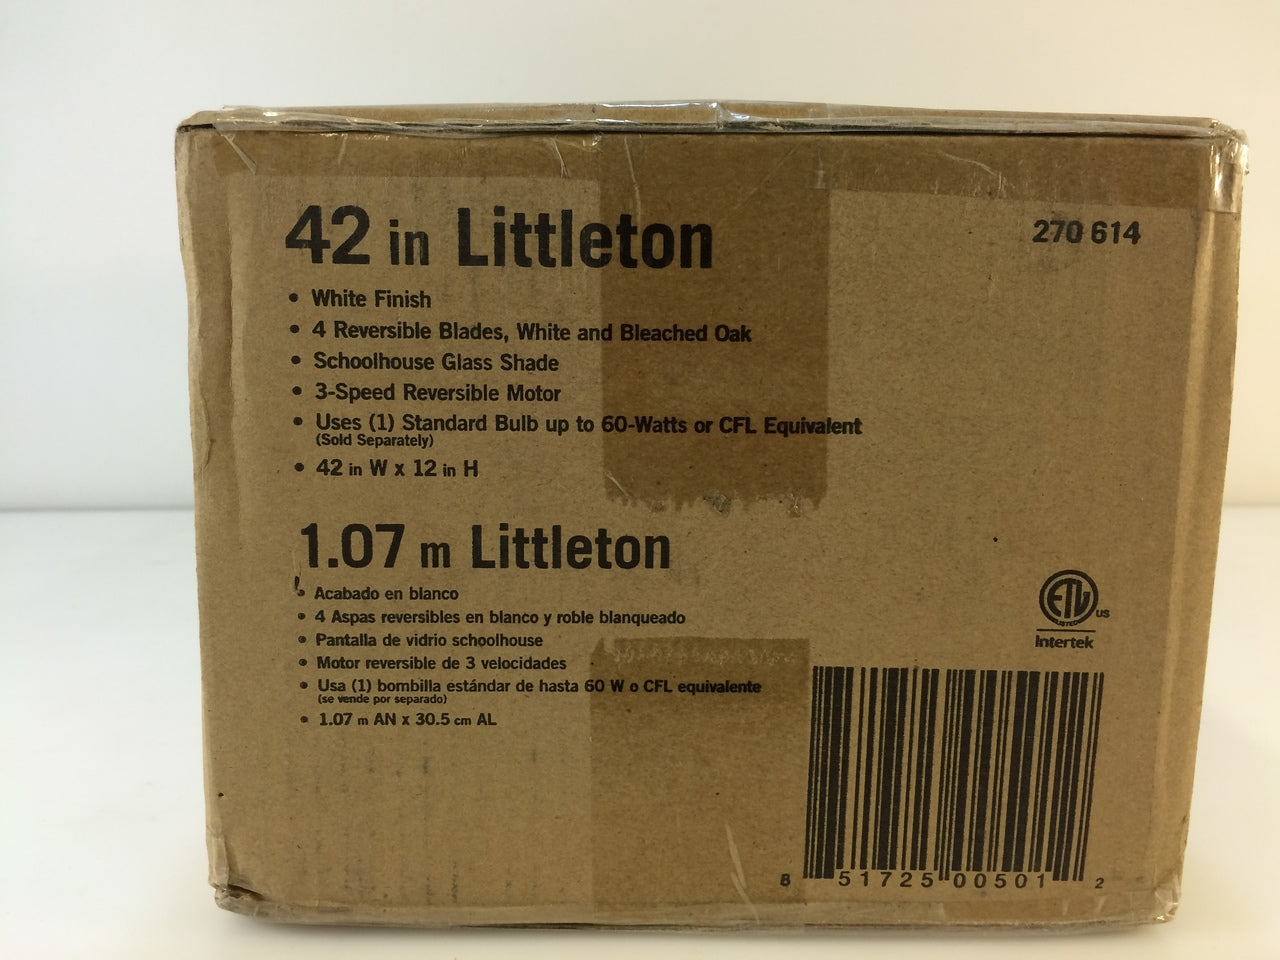 42 in Littleton
270 614
• White Finish
• 4 Reversible Blades, White and Bleached Oak
• Schoolhouse Glass Shade
• 3-Speed Reversible Motor
• Uses (1) Standard Bulb up to 60-Watts or CFL Equivalent
(Sold Separately)
• 42 in W x 12 in H
1.07 m Littleton
• Acabado en blanco
• 4 Aspas reversibles en blanco y roble blanqueado
• Pantalla de vidrio schoolhouse
• Motor reversible de 3 velocidades
• Usa (1) bombilla estándar de hasta 60 W o CFL equivalente
(se vende por separado)
• 1.07 m AN x 30.5 cm AL
ETL
LISTED
US
Intertek
8 51725 00501 2